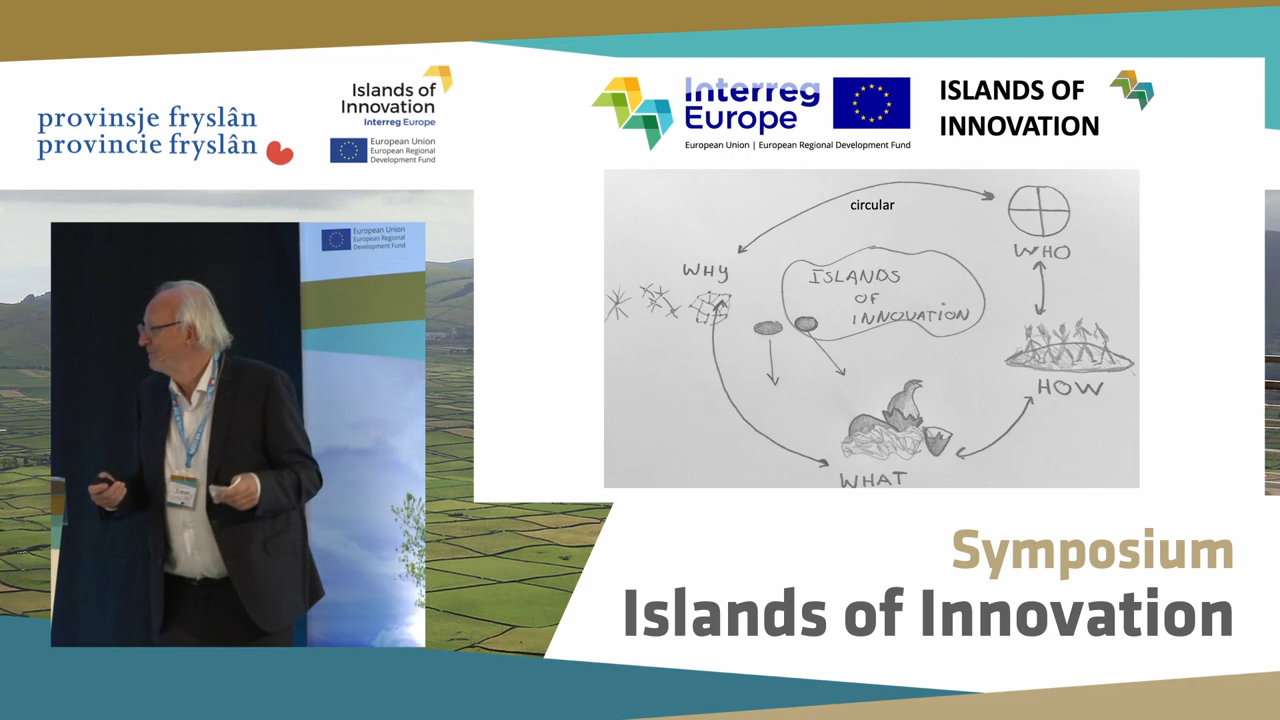 provinsje fryslân
provincie fryslân
Islands of
Innovation
Interreg Europe
European Union
European Regional
Development Fund
Interreg
Europe
European Union | European Regional Development Fund
ISLANDS OF
INNOVATION
European Union
European Regional
Development Fund
circular
WHO
WHY
ISLANDS
OF
INNOVATION
HOW
WHAT
Symposium
Islands of Innovation